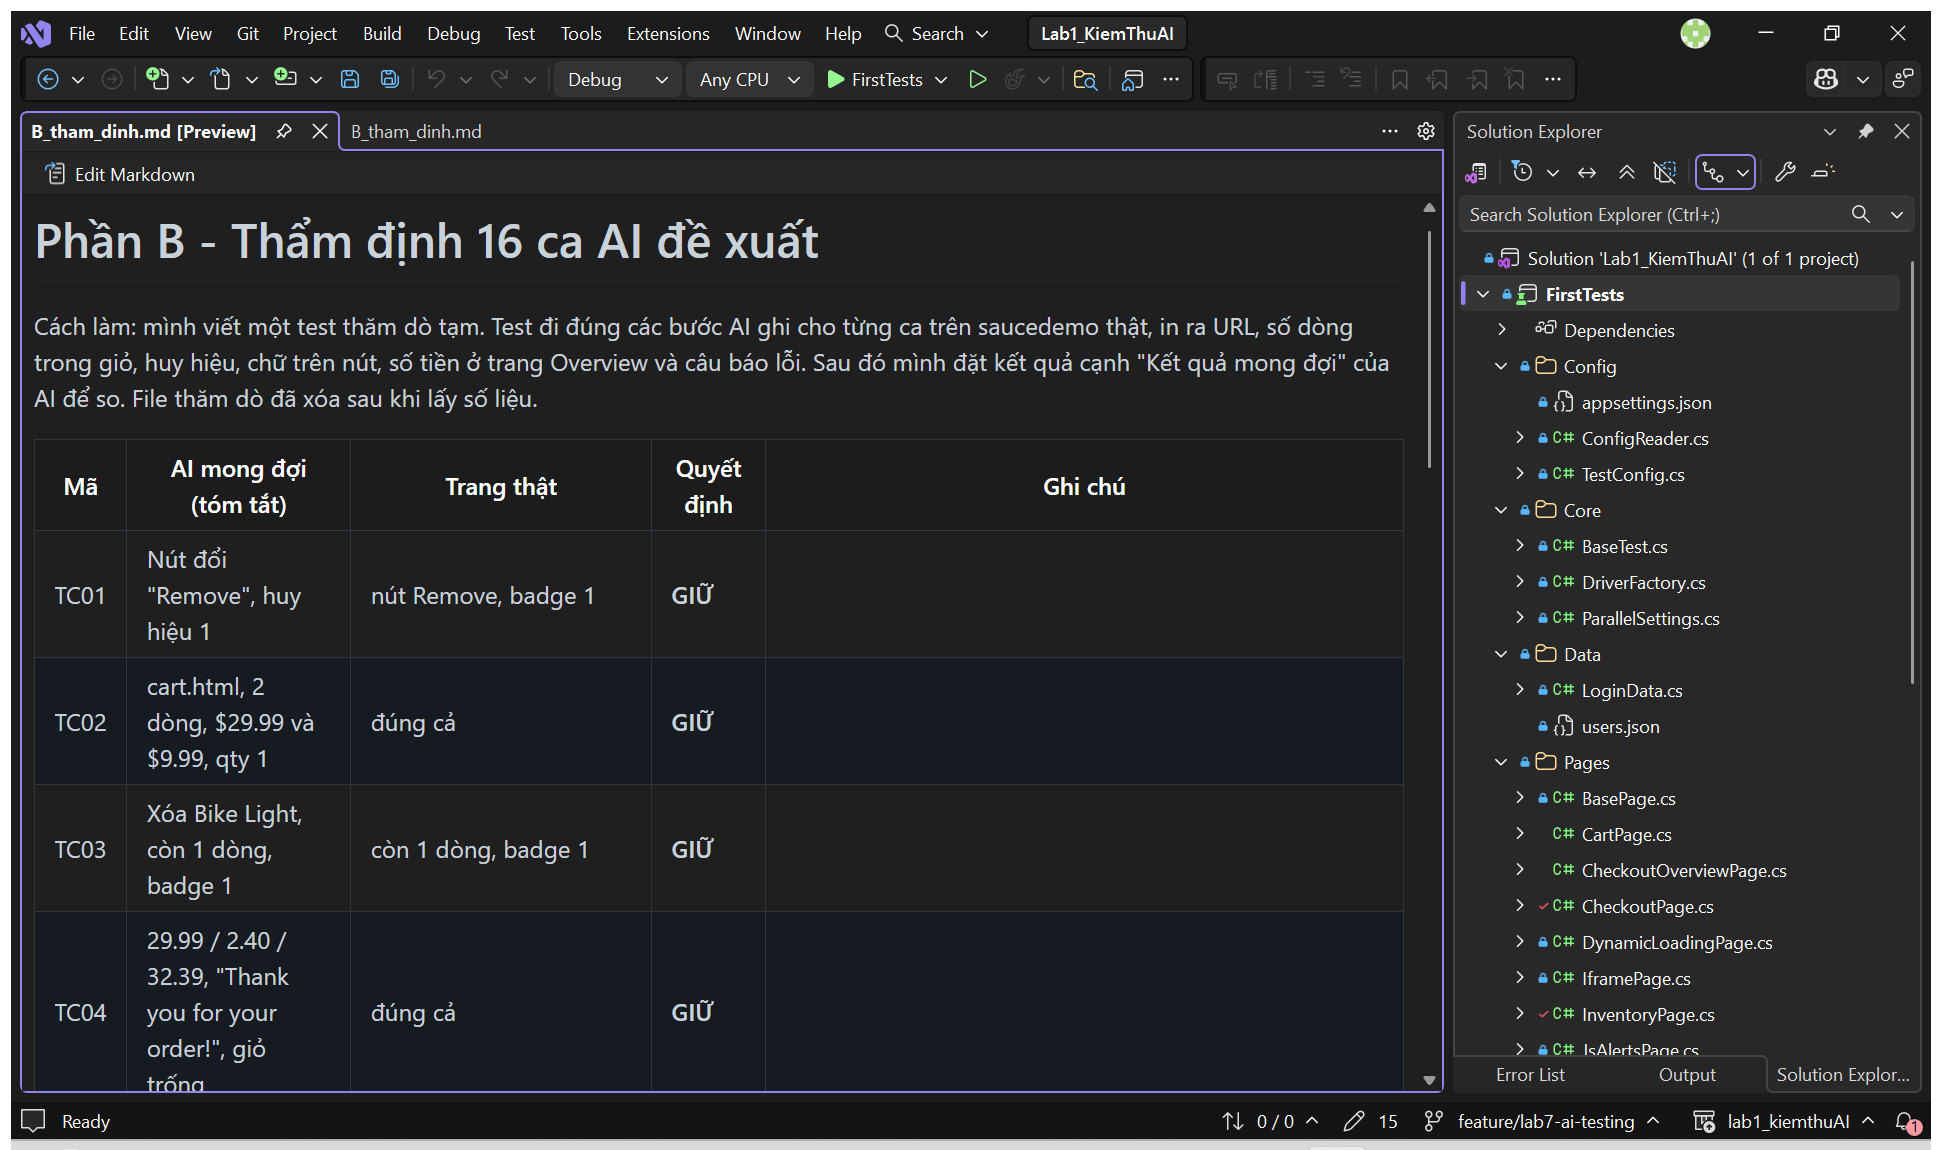 File Edit View Git Project Build Debug Test Tools Extensions Window Help Search Lab1_KiemThuAI
Debug Any CPU FirstTests
B_tham_dinh.md [Preview] B_tham_dinh.md
Edit Markdown
Phần B - Thẩm định 16 ca AI đề xuất
Cách làm: mình viết một test thăm dò tạm. Test đi đúng các bước AI ghi cho từng ca trên saucedemo thật, in ra URL, số dòng
trong giỏ, huy hiệu, chữ trên nút, số tiền ở trang Overview và câu báo lỗi. Sau đó mình đặt kết quả cạnh "Kết quả mong đợi" của
AI để so. File thăm dò đã xóa sau khi lấy số liệu.
Mã
AI mong đợi
(tóm tắt)
Trang thật
Quyết
định
Ghi chú
TC01
Nút đổi
"Remove", huy
hiệu 1
nút Remove, badge 1
GIỮ
TC02
cart.html, 2
dòng, $29.99 và
$9.99, qty 1
đúng cả
GIỮ
TC03
Xóa Bike Light,
còn 1 dòng,
badge 1
còn 1 dòng, badge 1
GIỮ
TC04
29.99 / 2.40 /
32.39, "Thank
you for your
order!", giỏ
trống
đúng cả
GIỮ
Solution Explorer
Search Solution Explorer (Ctrl+;)
Solution 'Lab1_KiemThuAI' (1 of 1 project)
FirstTests
Dependencies
Config
appsettings.json
C# ConfigReader.cs
C# TestConfig.cs
Core
C# BaseTest.cs
C# DriverFactory.cs
C# ParallelSettings.cs
Data
C# LoginData.cs
users.json
Pages
C# BasePage.cs
C# CartPage.cs
C# CheckoutOverviewPage.cs
C# CheckoutPage.cs
C# DynamicLoadingPage.cs
C# IframePage.cs
C# InventoryPage.cs
C# JsAlertsPage.cs
Error List Output Solution Explor...
Ready 0 / 0 15 feature/lab7-ai-testing lab1_kiemthuAI 1